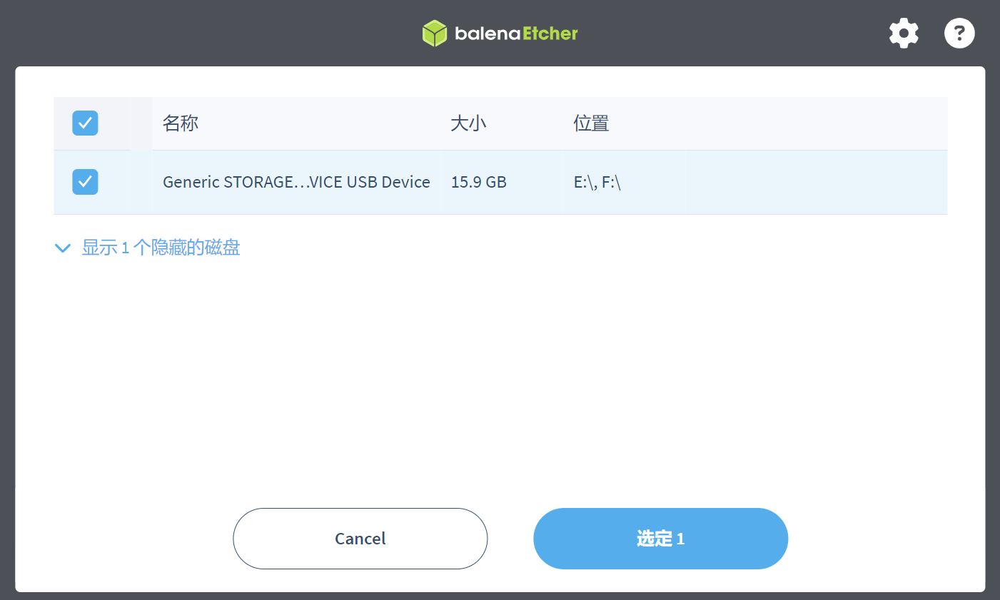 balenaEtcher
?
名称 大小 位置
Generic STORAGE…VICE USB Device 15.9 GB E:\, F:\
显示 1 个隐藏的磁盘
Cancel 选定 1